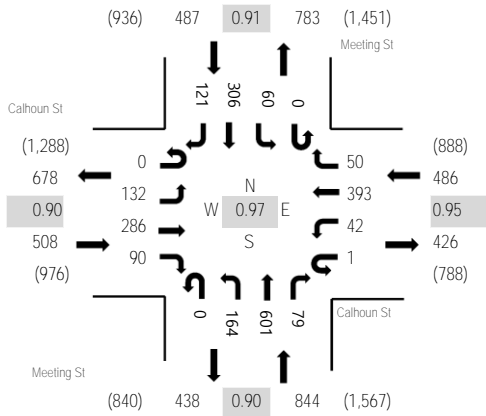 (936) 487 0.91 783 (1,451)
Meeting St
121 306 60 0
Calhoun St
(1,288)
678
0.90
508
(976)
0
132
286
90
N
W 0.97 E
S
50
393
42
1
(888)
486
0.95
426
(788)
0 164 601 79
Calhoun St
Meeting St
(840) 438 0.90 844 (1,567)